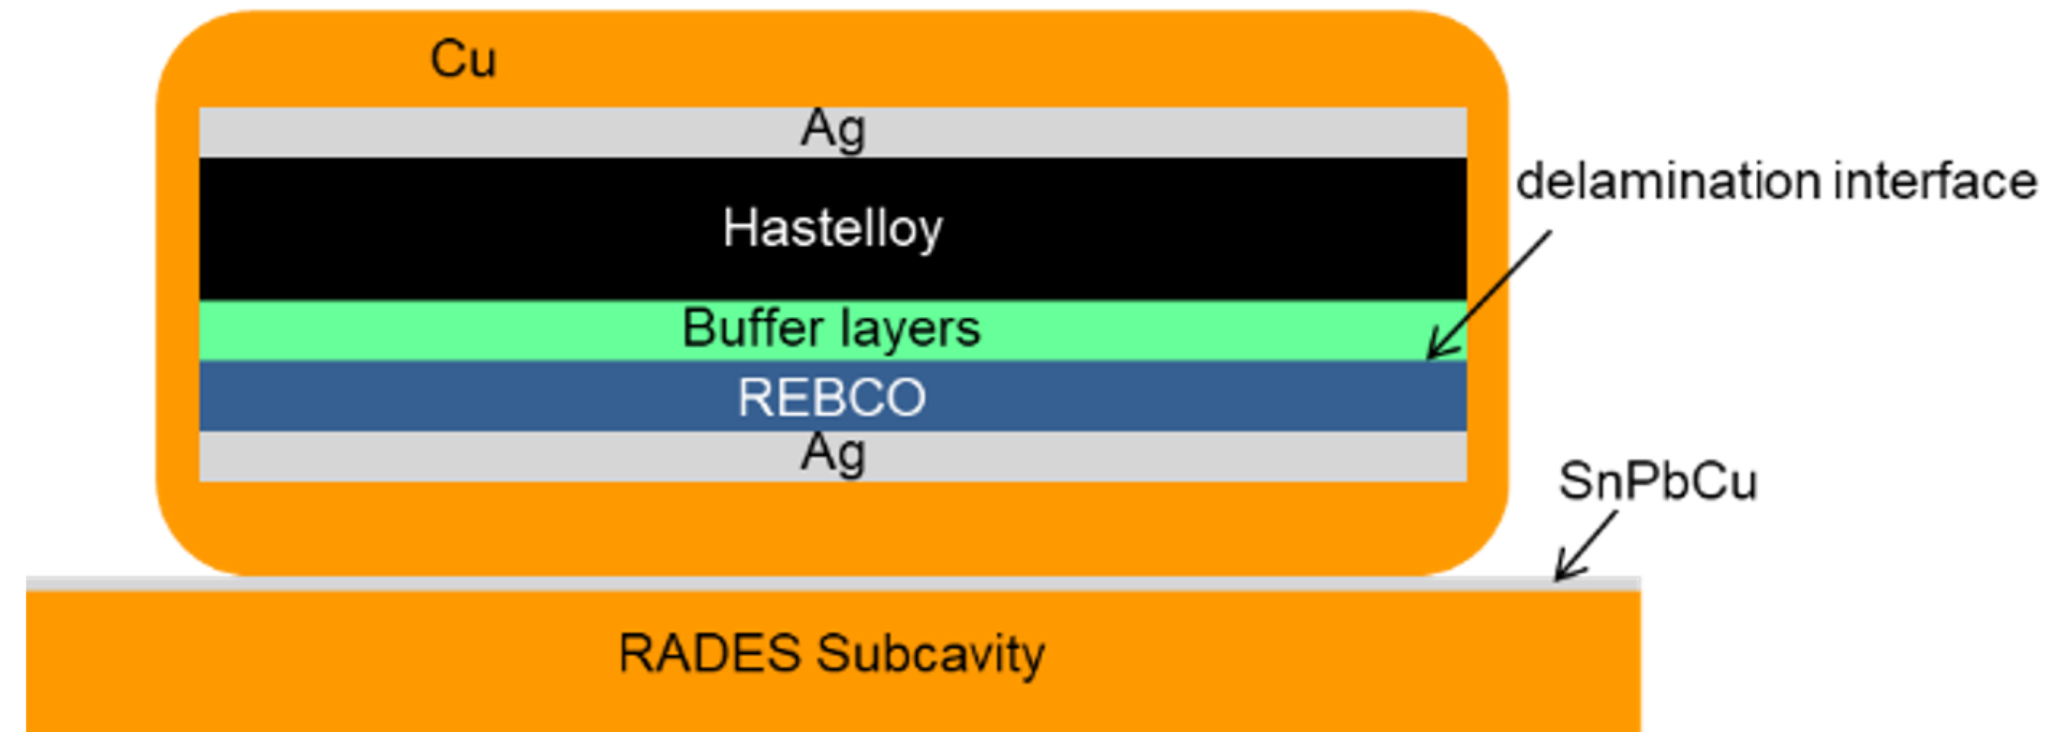 Cu
Ag
Hastelloy
delamination interface
Buffer layers
REBCO
Ag
SnPbCu
RADES Subcavity